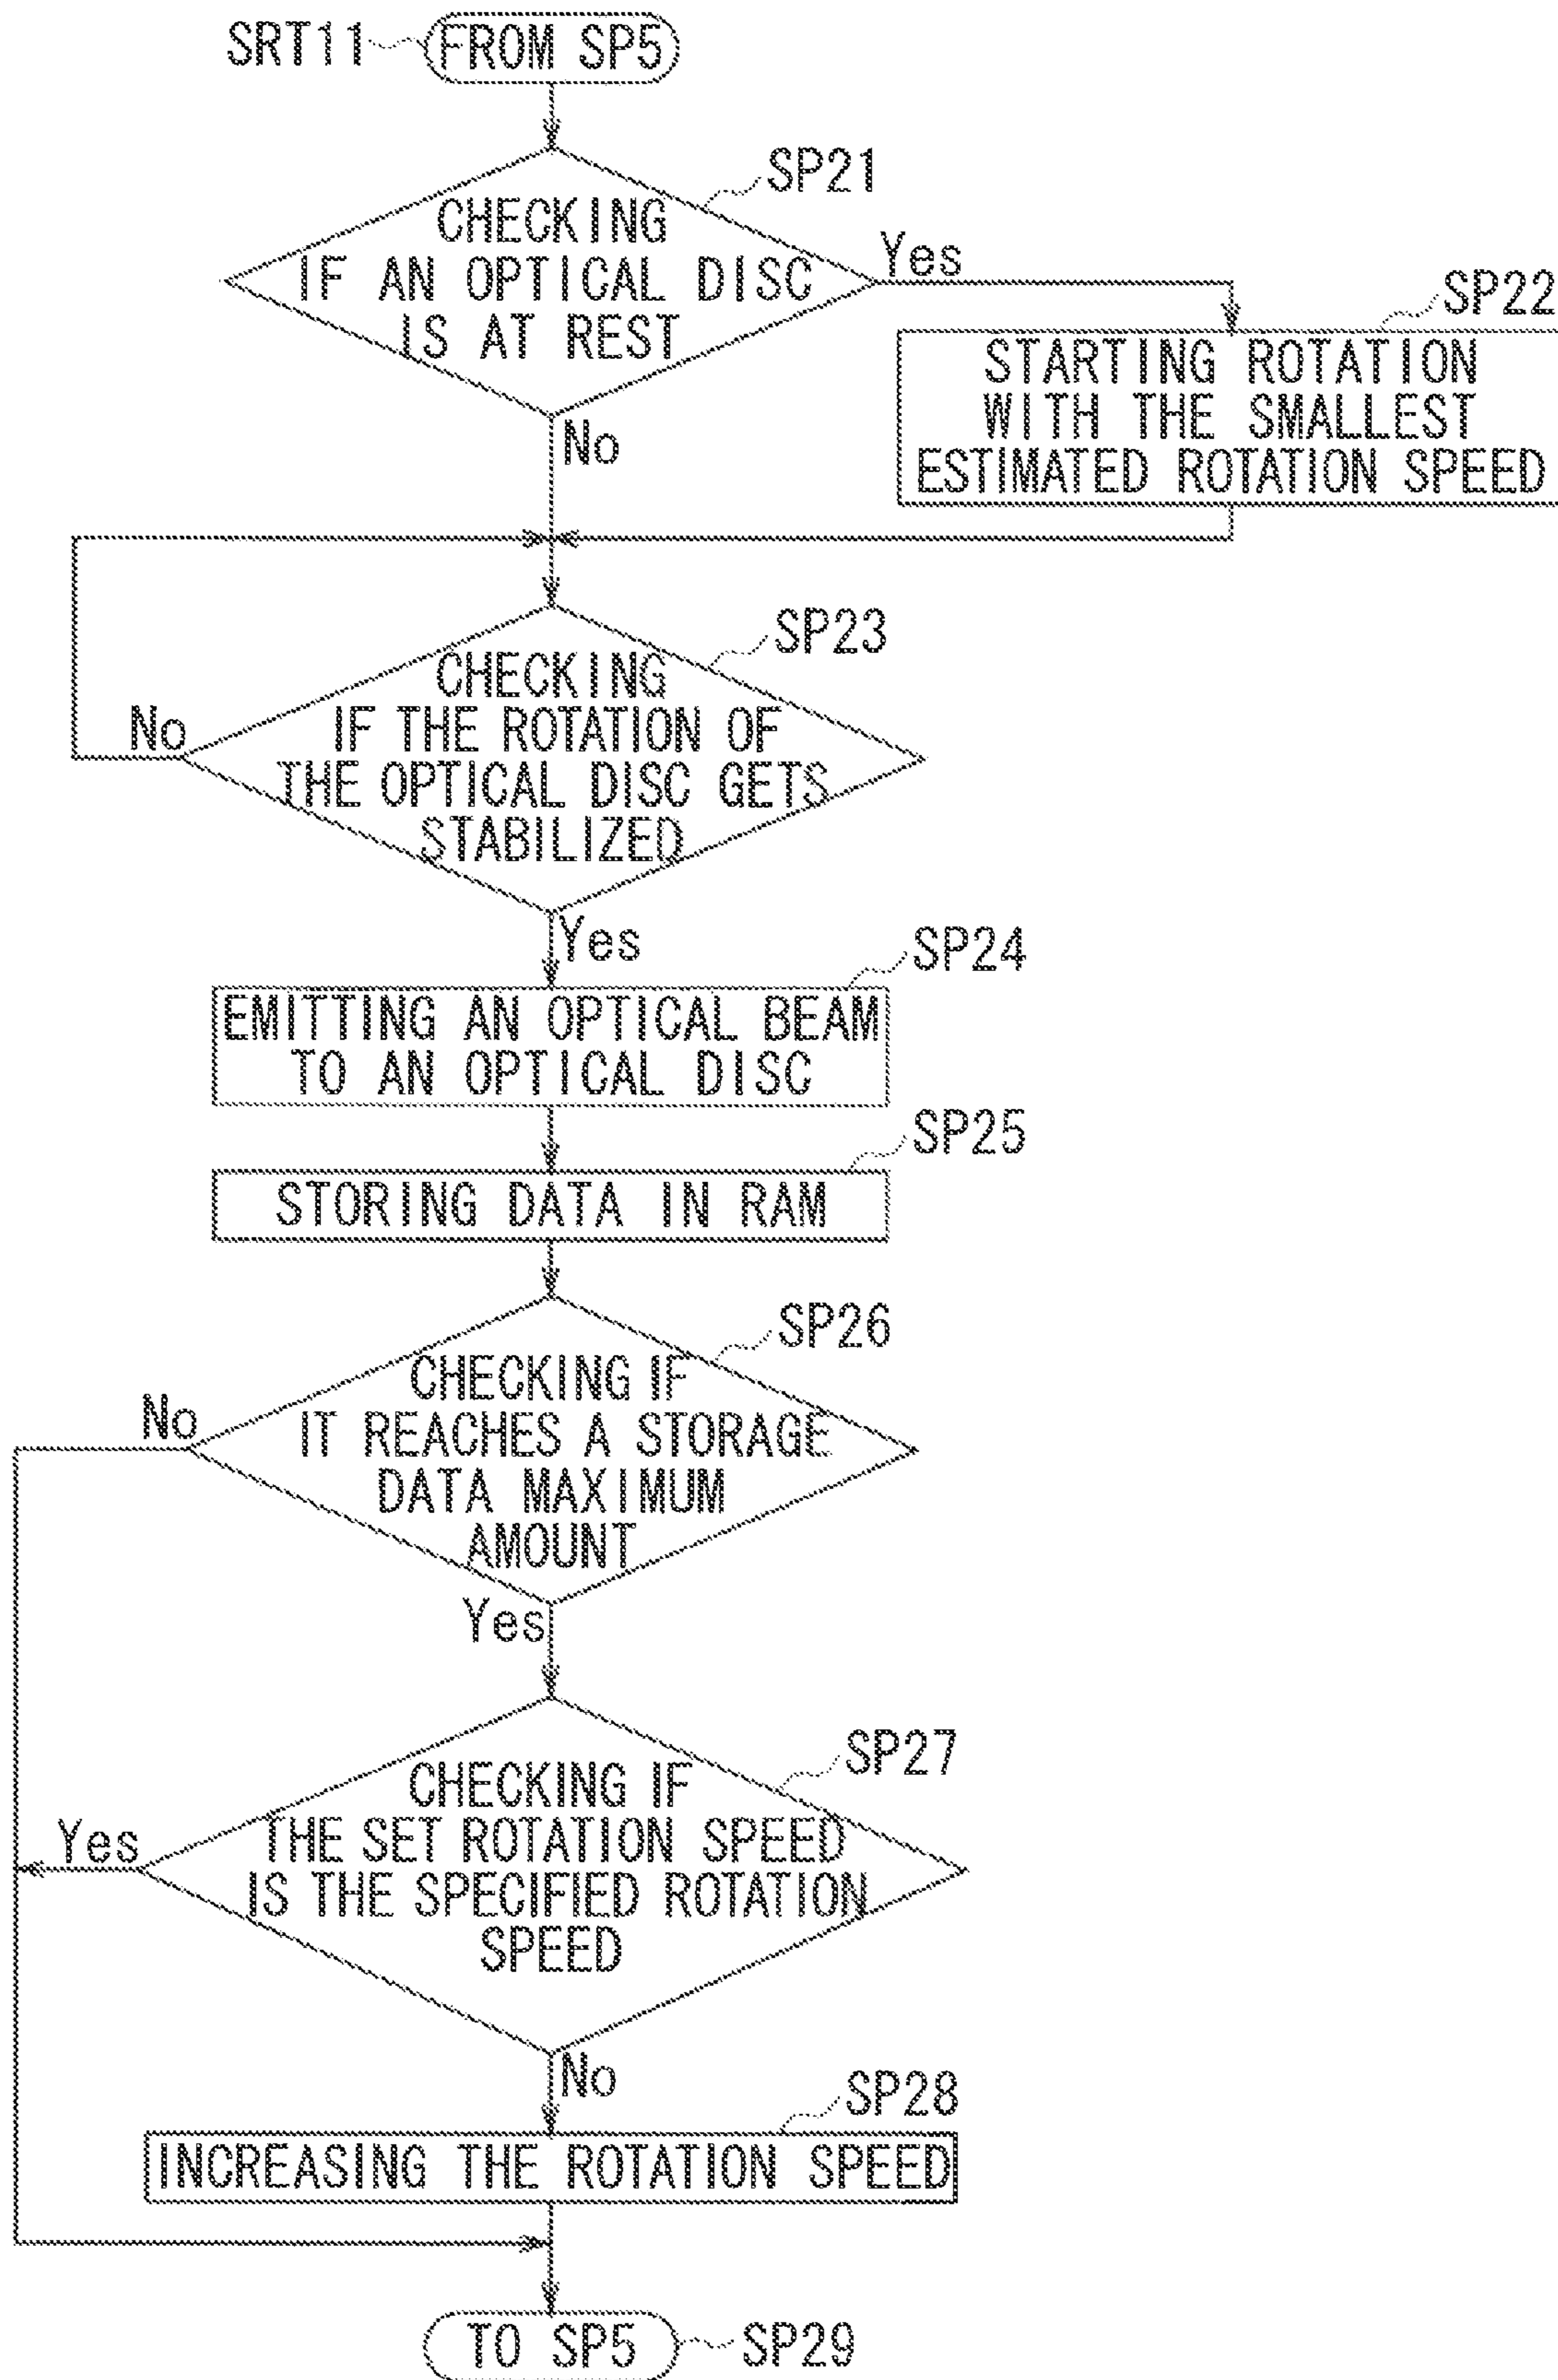 SRT11
FROM SP5
SP21
CHECKING
IF AN OPTICAL DISC
IS AT REST
Yes
No
SP22
STARTING ROTATION
WITH THE SMALLEST
ESTIMATED ROTATION SPEED
SP23
CHECKING
IF THE ROTATION OF
THE OPTICAL DISC GETS
STABILIZED
No
Yes
SP24
EMITTING AN OPTICAL BEAM
TO AN OPTICAL DISC
SP25
STORING DATA IN RAM
SP26
CHECKING IF
IT REACHES A STORAGE
DATA MAXIMUM
AMOUNT
No
Yes
SP27
CHECKING IF
THE SET ROTATION SPEED
IS THE SPECIFIED ROTATION
SPEED
Yes
No
SP28
INCREASING THE ROTATION SPEED
TO SP5
SP29